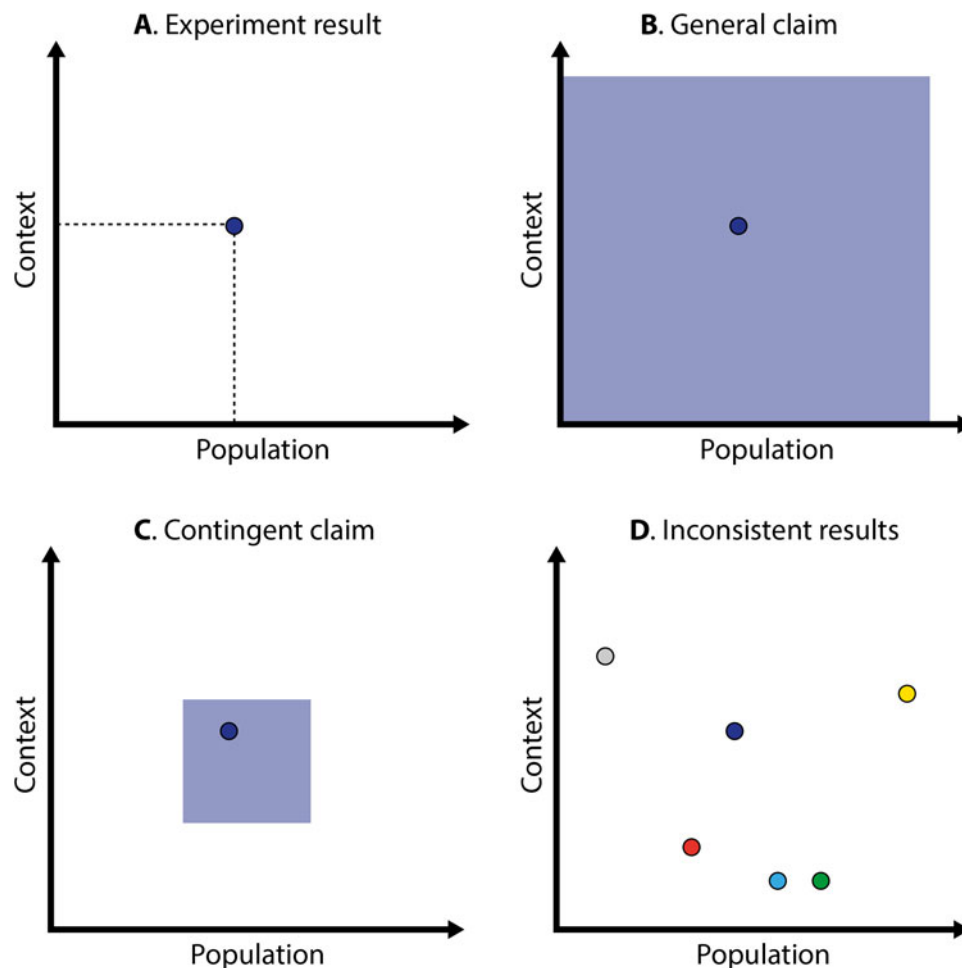 A. Experiment result
Context
Population
B. General claim
Context
Population
C. Contingent claim
Context
Population
D. Inconsistent results
Context
Population